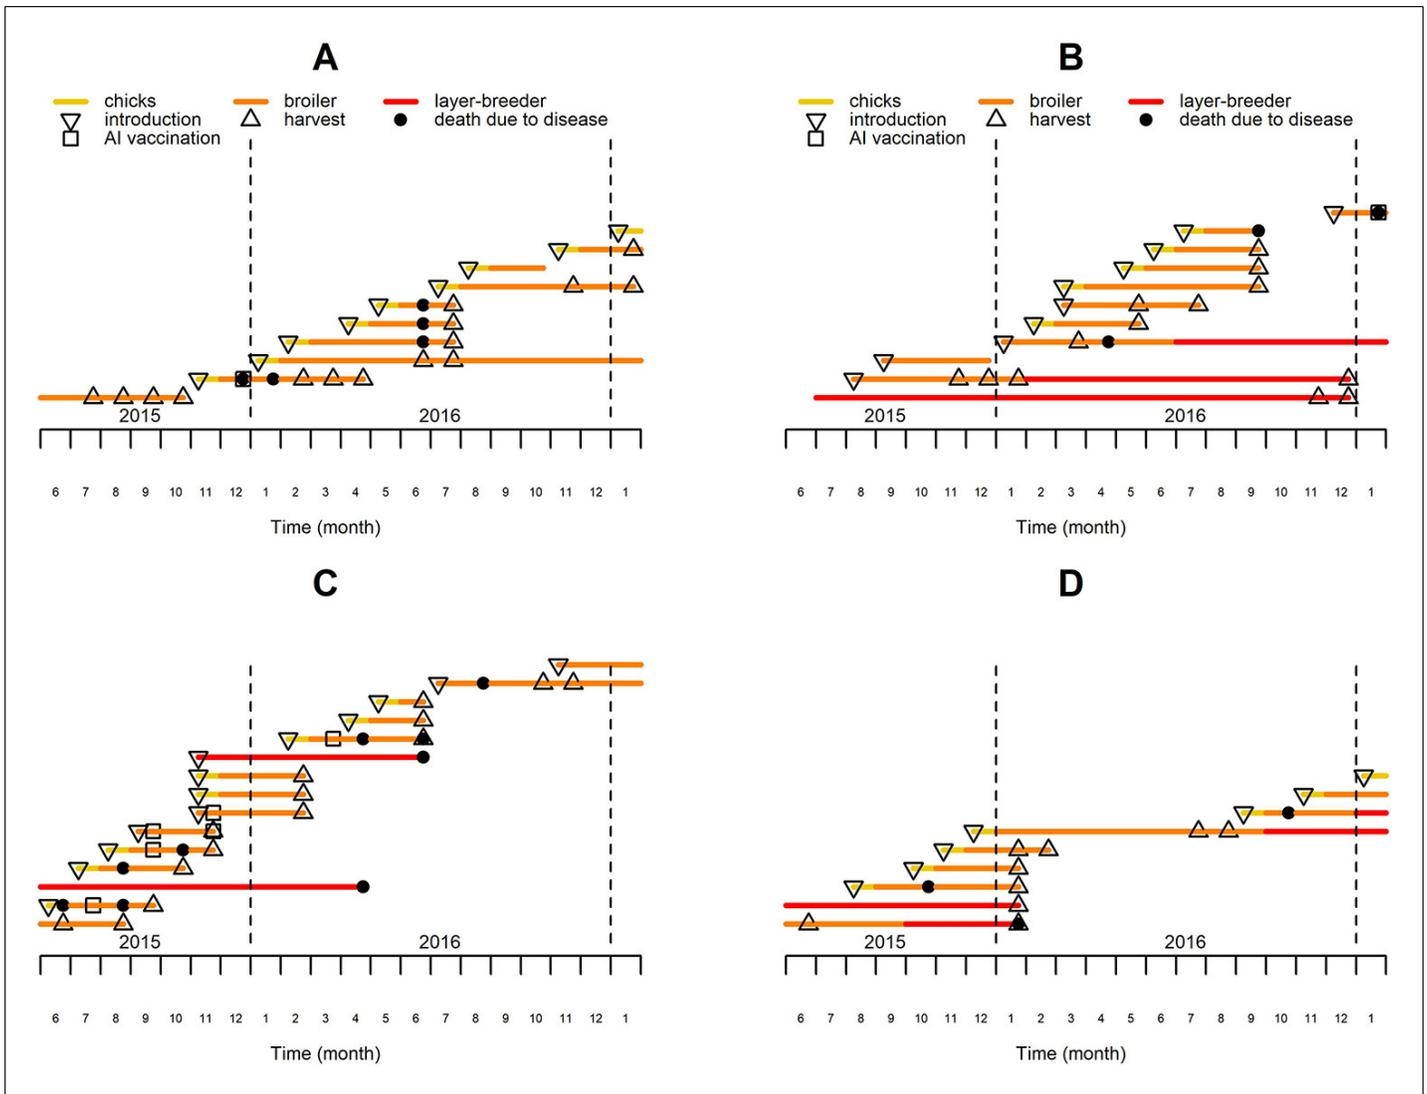 A
chicks broiler layer-breeder
introduction harvest death due to disease
AI vaccination
2015 2016
6 7 8 9 10 11 12 1 2 3 4 5 6 7 8 9 10 11 12 1
Time (month)
B
chicks broiler layer-breeder
introduction harvest death due to disease
AI vaccination
2015 2016
6 7 8 9 10 11 12 1 2 3 4 5 6 7 8 9 10 11 12 1
Time (month)
C
2015 2016
6 7 8 9 10 11 12 1 2 3 4 5 6 7 8 9 10 11 12 1
Time (month)
D
2015 2016
6 7 8 9 10 11 12 1 2 3 4 5 6 7 8 9 10 11 12 1
Time (month)